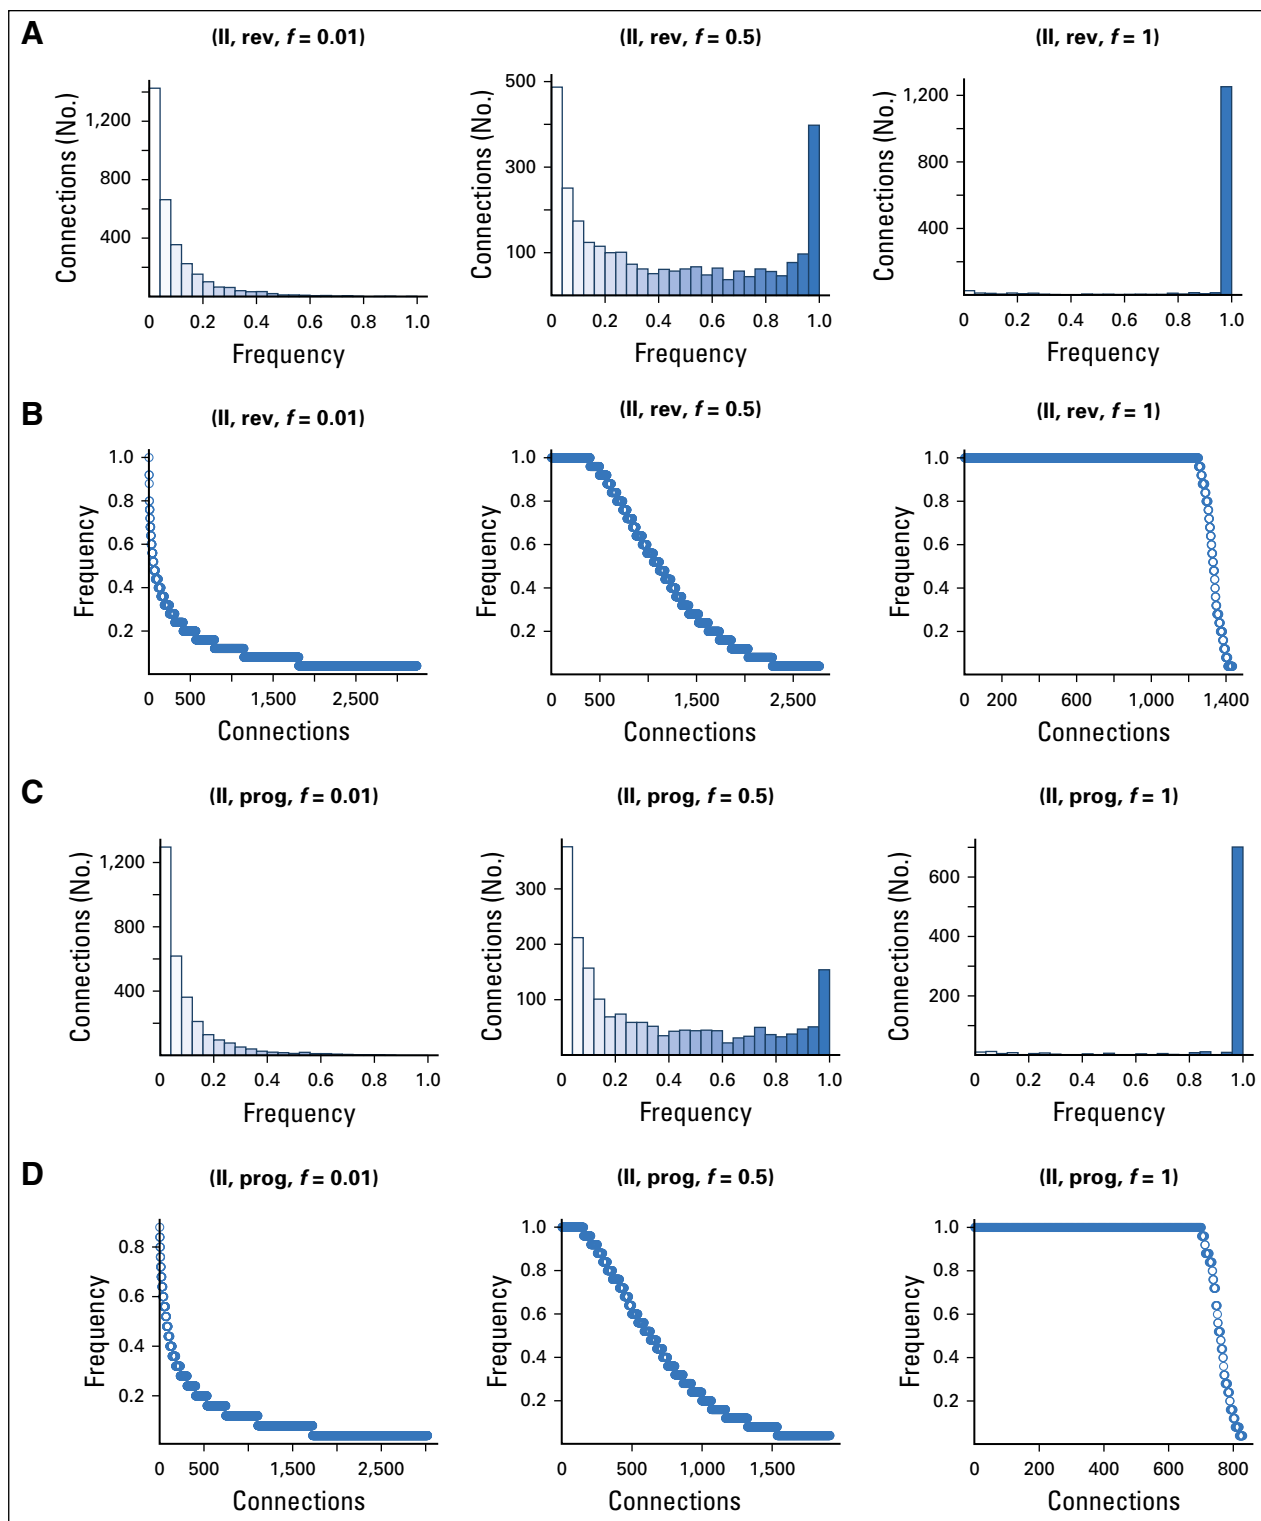 A
(II, rev, f = 0.01) (II, rev, f = 0.5) (II, rev, f = 1)
Connections (No.) 1,200 800 400
0 0.2 0.4 0.6 0.8 1.0
Frequency
Connections (No.) 500 300 100
0 0.2 0.4 0.6 0.8 1.0
Frequency
Connections (No.) 1,200 800 400
0 0.2 0.4 0.6 0.8 1.0
Frequency
B
(II, rev, f = 0.01) (II, rev, f = 0.5) (II, rev, f = 1)
Frequency 1.0 0.8 0.6 0.4 0.2
0 500 1,500 2,500
Connections
Frequency 1.0 0.8 0.6 0.4 0.2
0 500 1,500 2,500
Connections
Frequency 1.0 0.8 0.6 0.4 0.2
0 200 600 1,000 1,400
Connections
C
(II, prog, f = 0.01) (II, prog, f = 0.5) (II, prog, f = 1)
Connections (No.) 1,200 800 400
0 0.2 0.4 0.6 0.8 1.0
Frequency
Connections (No.) 300 200 100
0 0.2 0.4 0.6 0.8 1.0
Frequency
Connections (No.) 600 400 200
0 0.2 0.4 0.6 0.8 1.0
Frequency
D
(II, prog, f = 0.01) (II, prog, f = 0.5) (II, prog, f = 1)
Frequency 0.8 0.6 0.4 0.2
0 500 1,500 2,500
Connections
Frequency 1.0 0.8 0.6 0.4 0.2
0 500 1,000 1,500
Connections
Frequency 1.0 0.8 0.6 0.4 0.2
0 200 400 600 800
Connections